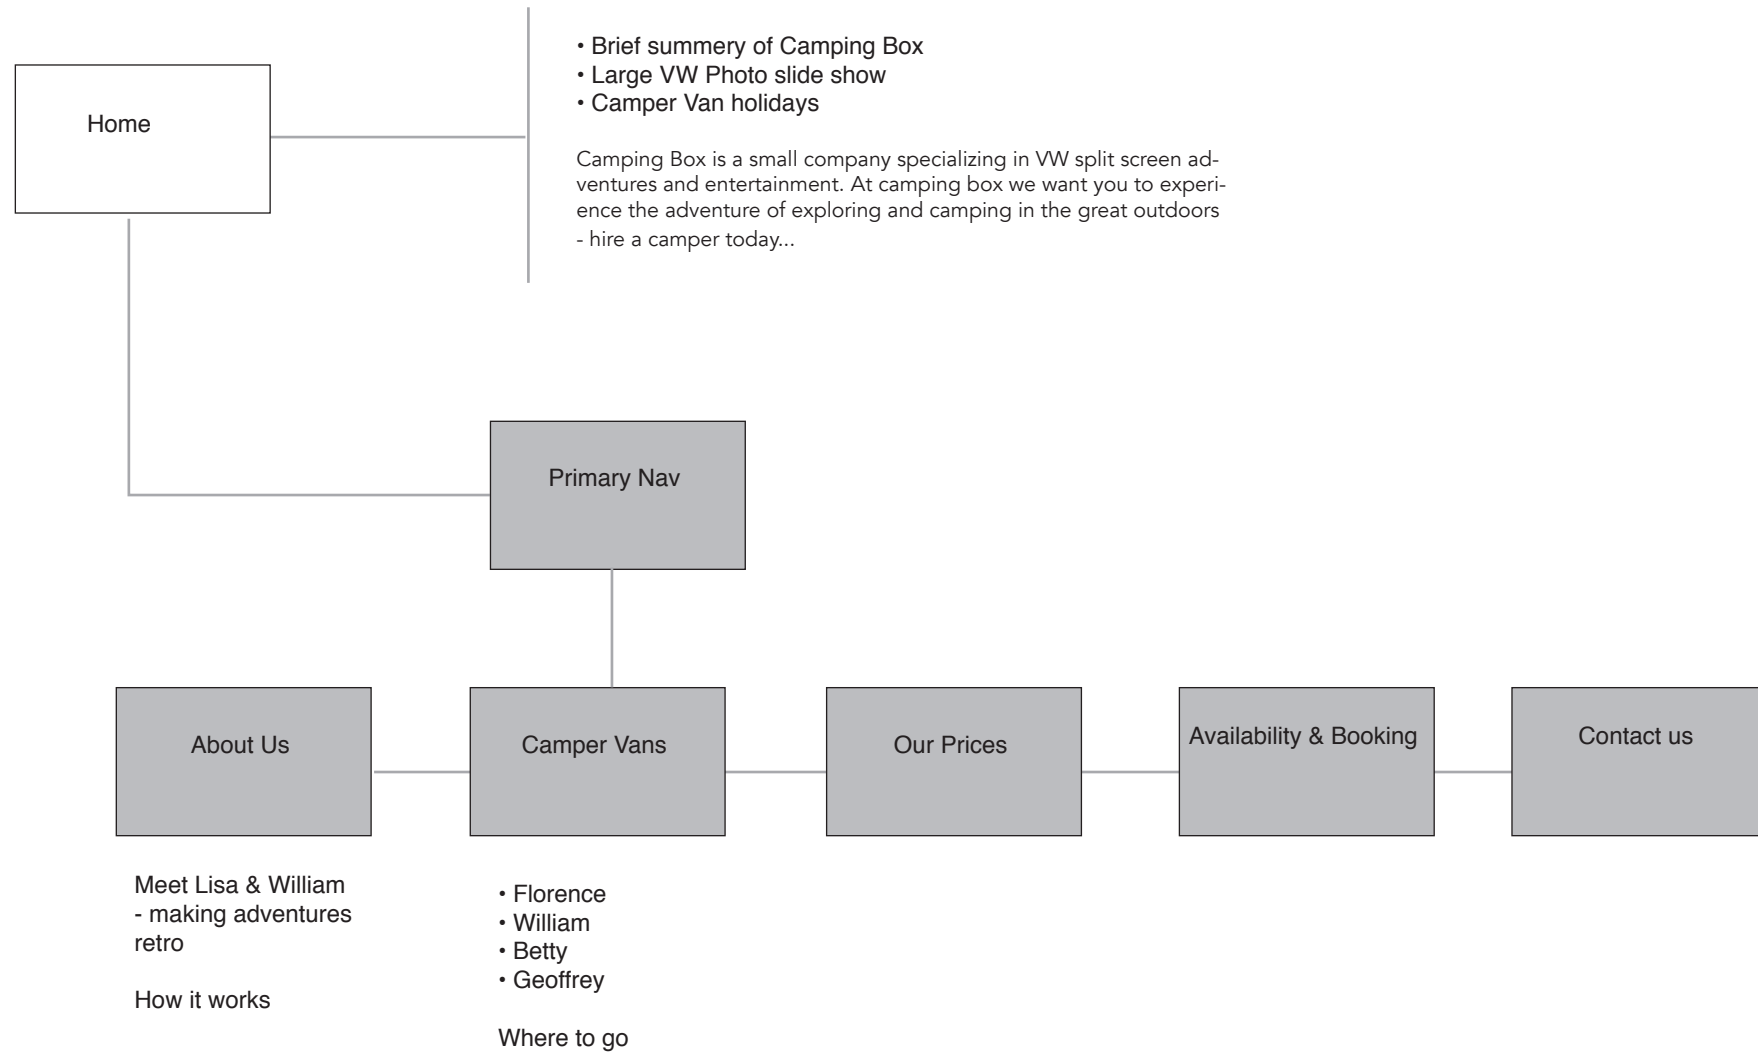 • Brief summery of Camping Box
• Large VW Photo slide show
• Camper Van holidays
Home
Camping Box is a small company specializing in VW split screen ad-
ventures and entertainment. At camping box we want you to experi-
ence the adventure of exploring and camping in the great outdoors
- hire a camper today...
Primary Nav
About Us
Camper Vans
Our Prices
Availability & Booking
Contact us
Meet Lisa & William
- making adventures
retro
How it works
• Florence
• William
• Betty
• Geoffrey
Where to go